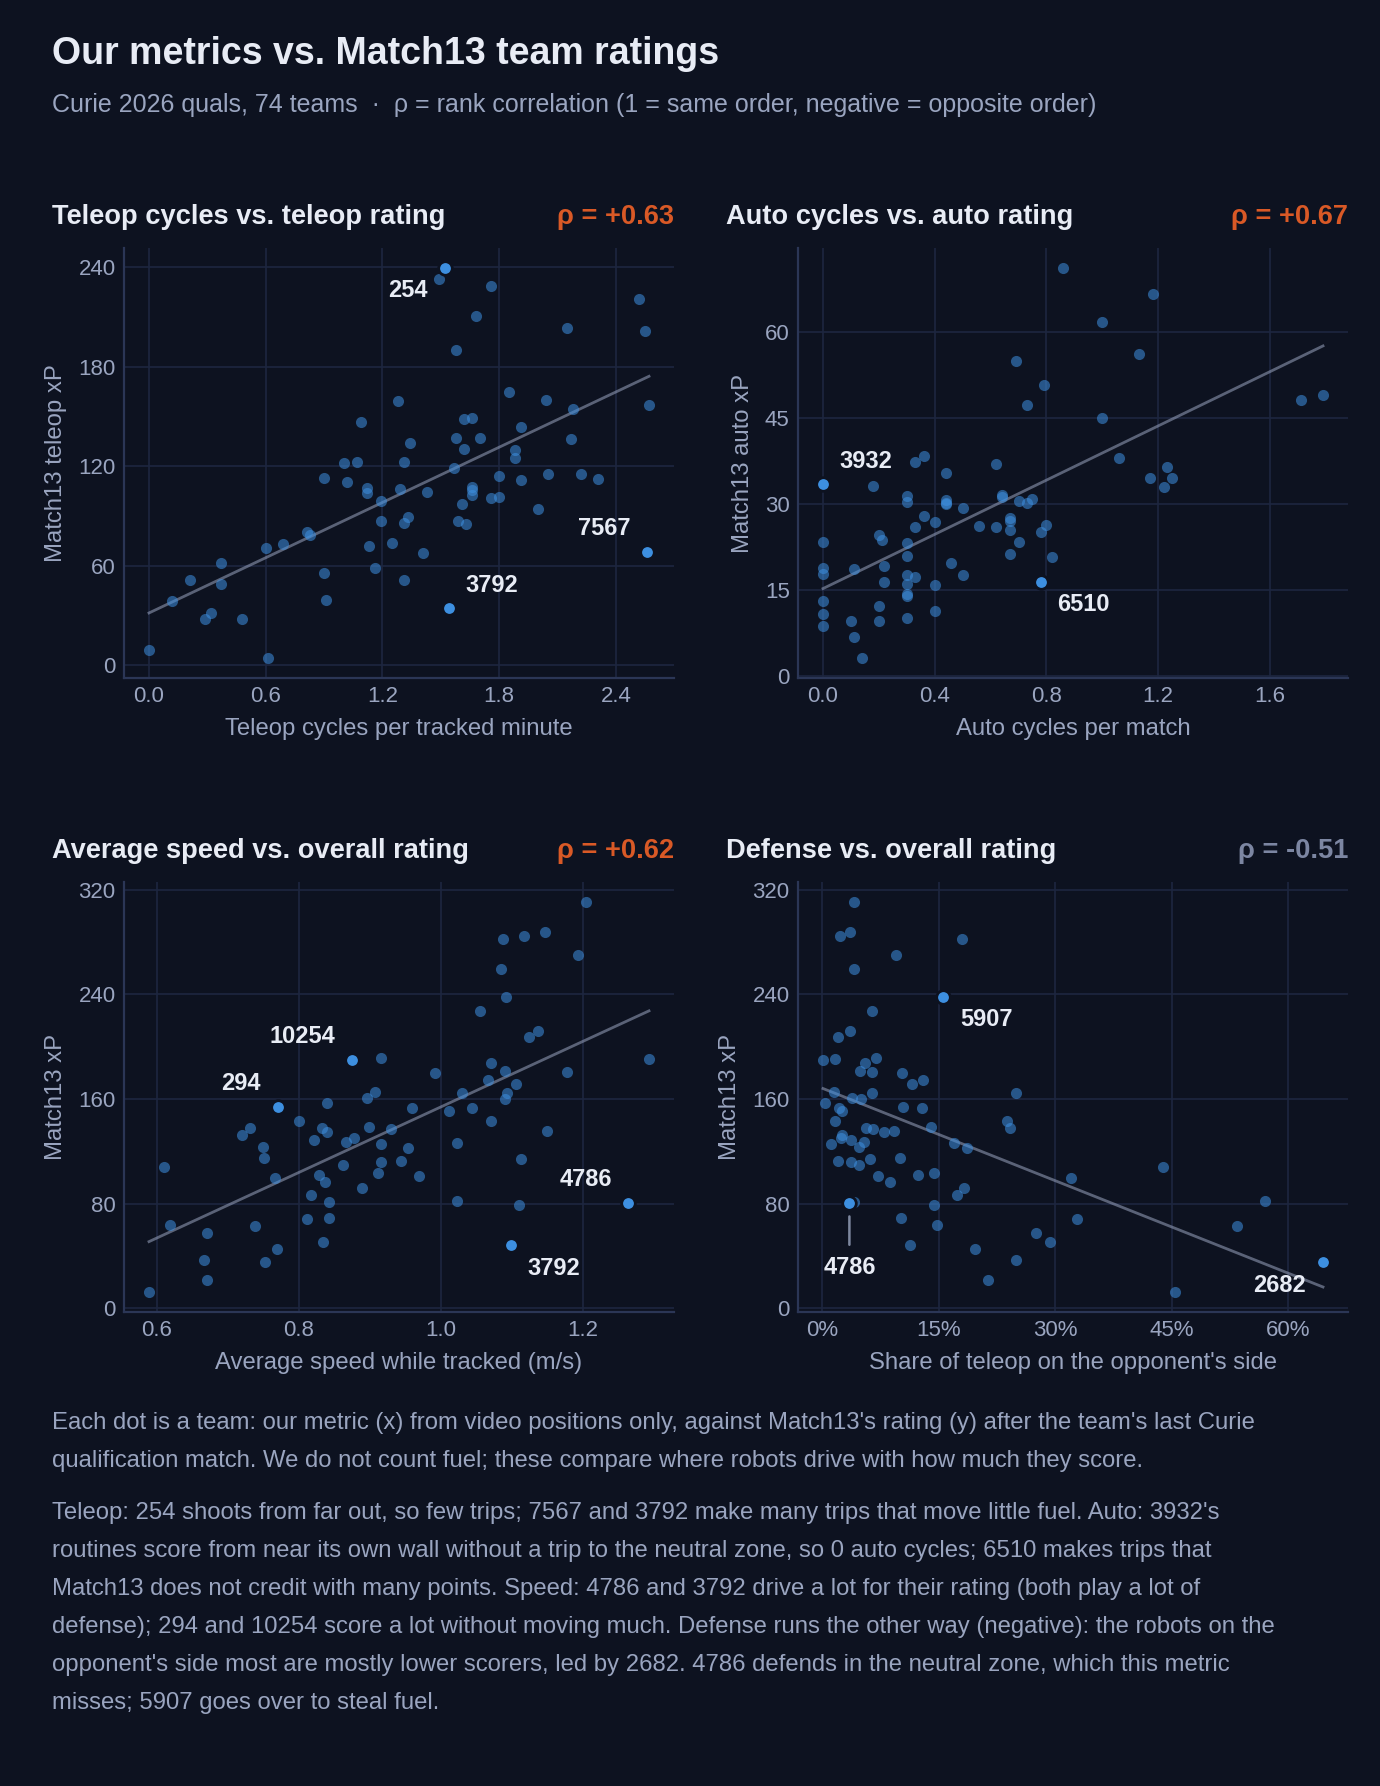 Our metrics vs. Match13 team ratings
Curie 2026 quals, 74 teams · ρ = rank correlation (1 = same order, negative = opposite order)
Teleop cycles vs. teleop rating ρ = +0.63
240
180
120
60
0
Match13 teleop xP
254
7567
3792
0.0 0.6 1.2 1.8 2.4
Teleop cycles per tracked minute
Auto cycles vs. auto rating ρ = +0.67
60
45
30
15
0
Match13 auto xP
3932
6510
0.0 0.4 0.8 1.2 1.6
Auto cycles per match
Average speed vs. overall rating ρ = +0.62
320
240
160
80
0
Match13 xP
10254
294
4786
3792
0.6 0.8 1.0 1.2
Average speed while tracked (m/s)
Defense vs. overall rating ρ = -0.51
320
240
160
80
0
Match13 xP
5907
4786
2682
0% 15% 30% 45% 60%
Share of teleop on the opponent's side
Each dot is a team: our metric (x) from video positions only, against Match13's rating (y) after the team's last Curie
qualification match. We do not count fuel; these compare where robots drive with how much they score.
Teleop: 254 shoots from far out, so few trips; 7567 and 3792 make many trips that move little fuel. Auto: 3932's
routines score from near its own wall without a trip to the neutral zone, so 0 auto cycles; 6510 makes trips that
Match13 does not credit with many points. Speed: 4786 and 3792 drive a lot for their rating (both play a lot of
defense); 294 and 10254 score a lot without moving much. Defense runs the other way (negative): the robots on the
opponent's side most are mostly lower scorers, led by 2682. 4786 defends in the neutral zone, which this metric
misses; 5907 goes over to steal fuel.